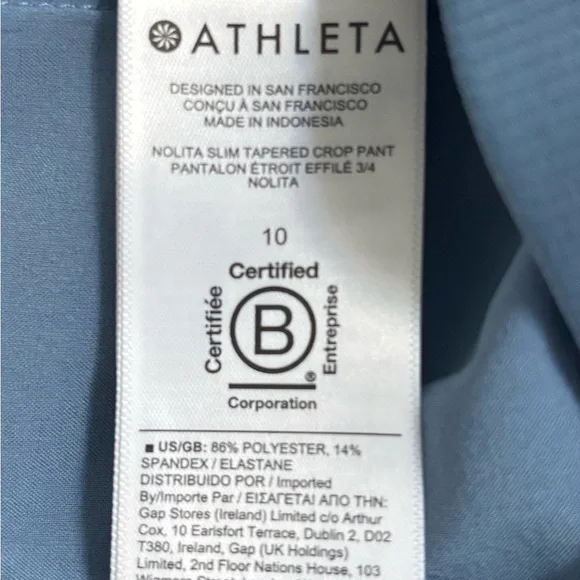 ATHLETA
DESIGNED IN SAN FRANCISCO
CONÇU À SAN FRANCISCO
MADE IN INDONESIA
NOLITA SLIM TAPERED CROP PANT
PANTALON ÉTROIT EFFILÉ 3/4
NOLITA
10
Certified
Certifiée
B
®
Entreprise
Corporation
■ US/GB: 86% POLYESTER, 14%
SPANDEX / ELASTANE
DISTRIBUIDO POR / Imported
By/Importe Par / ΕΙΣΑΓΕΤΑΙ ΑΠΟ ΤΗΝ:
Gap Stores (Ireland) Limited c/o Arthur
Cox, 10 Earlsfort Terrace, Dublin 2, D02
T380, Ireland, Gap (UK Holdings)
Limited, 2nd Floor Nations House, 103